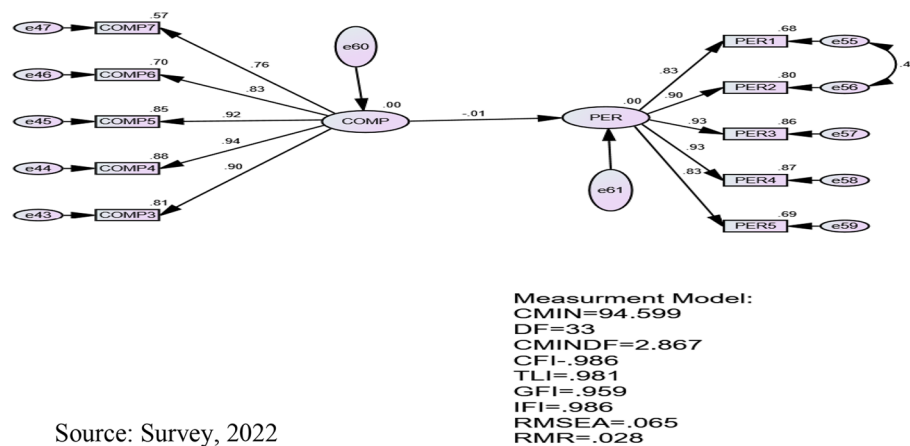 .57
.68
e47
COMP7
e60
PER1
e55
.70
.76
.83
.80
.4
e46
COMP6
.83
.00
.00
.90
PER2
e56
.85
.92
-.01
.93
.86
e45
COMP5
COMP
PER
PER3
e57
.88
.94
.93
.87
e44
COMP4
.90
.83
PER4
e58
.81
e61
.69
e43
COMP3
PER5
e59
Measurment Model:
CMIN=94.599
DF=33
CMINDF=2.867
CFI-.986
TLI=.981
GFI=.959
IFI=.986
RMSEA=.065
RMR=.028
Source: Survey, 2022